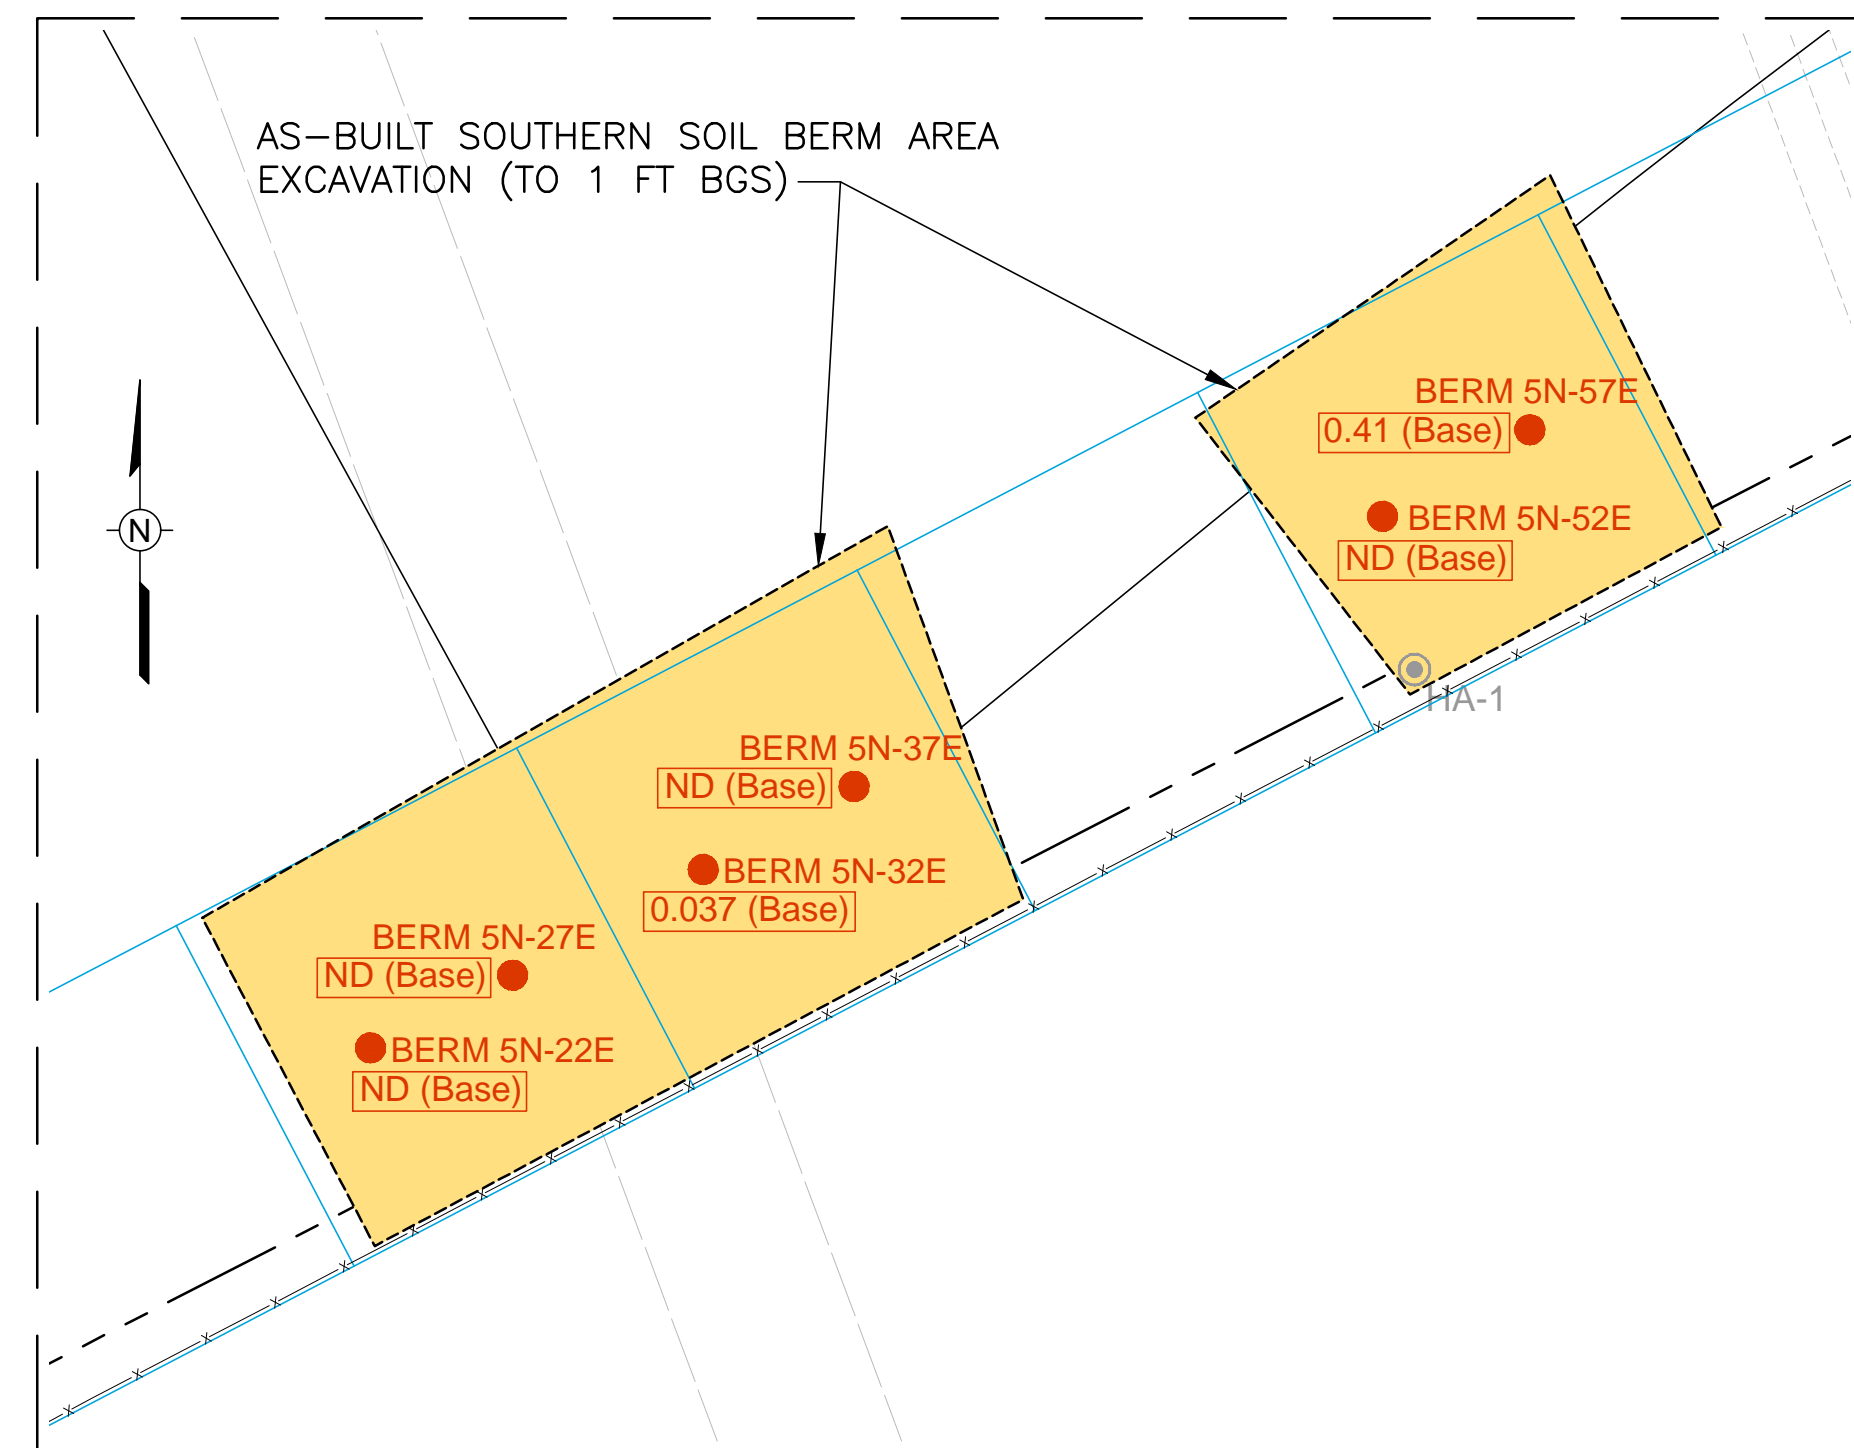 AS-BUILT SOUTHERN SOIL BERM AREA
EXCAVATION (TO 1 FT BGS)
BERM 5N-57E
0.41 (Base)
BERM 5N-52E
ND (Base)
N
HA-1
BERM 5N-37E
ND (Base)
BERM 5N-32E
0.037 (Base)
BERM 5N-27E
ND (Base)
BERM 5N-22E
ND (Base)